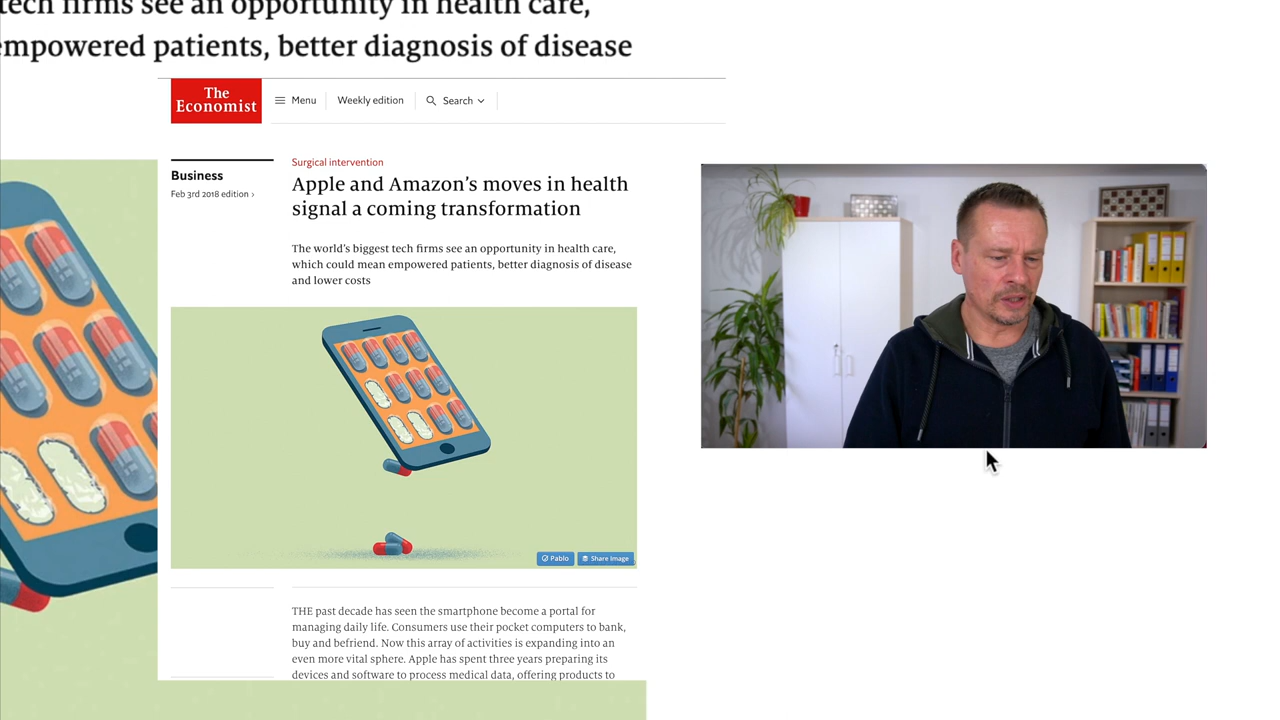 tech firms see an opportunity in health care,
empowered patients, better diagnosis of disease
The
Economist
Menu
Weekly edition
Search
Business
Feb 3rd 2018 edition ›
Surgical intervention
Apple and Amazon’s moves in health
signal a coming transformation
The world’s biggest tech firms see an opportunity in health care,
which could mean empowered patients, better diagnosis of disease
and lower costs
Pablo
Share Image
THE past decade has seen the smartphone become a portal for
managing daily life. Consumers use their pocket computers to bank,
buy and befriend. Now this array of activities is expanding into an
even more vital sphere. Apple has spent three years preparing its
devices and software to process medical data, offering products to